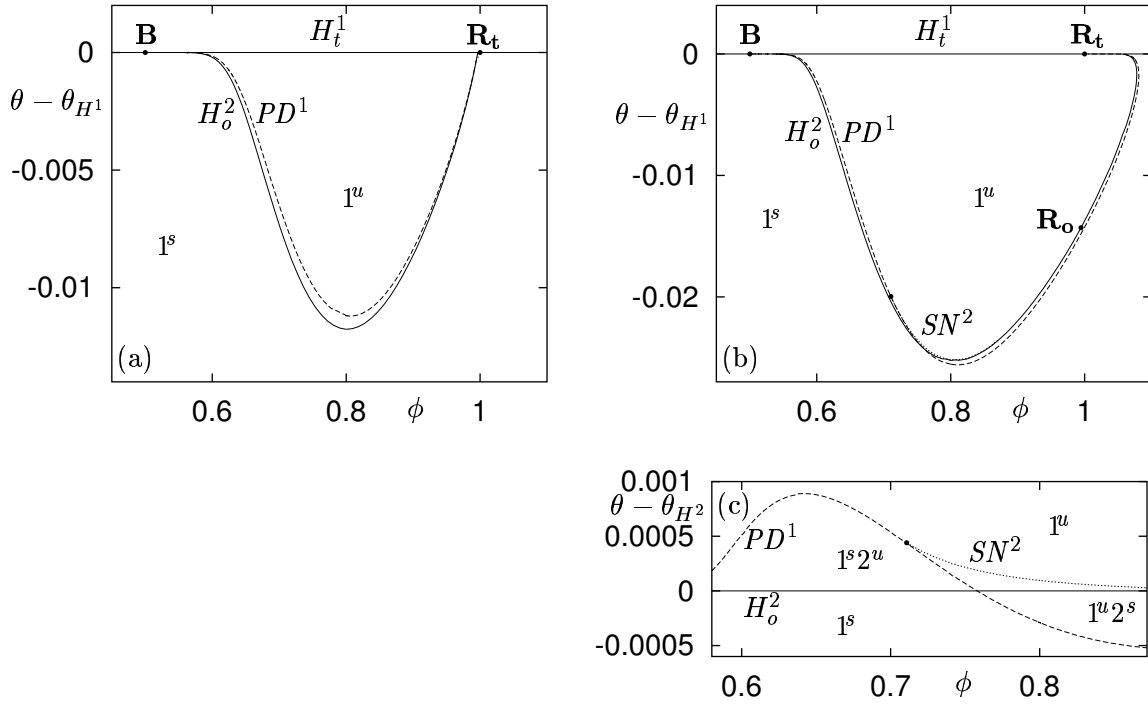 B
H_t^1
R_t
0
θ − θ_{H^1}
H_o^2
PD^1
-0.005
1^u
1^s
-0.01
(a)
0.6
0.8
ϕ
1
B
H_t^1
R_t
0
θ − θ_{H^1}
H_o^2
PD^1
-0.01
1^s
1^u
R_o
-0.02
SN^2
(b)
0.6
0.8
ϕ
1
0.001
θ − θ_{H^2}
(c)
0.0005
PD^1
1^s2^u
SN^2
1^u
0
H_o^2
1^s
1^u2^s
-0.0005
0.6
0.7
ϕ
0.8